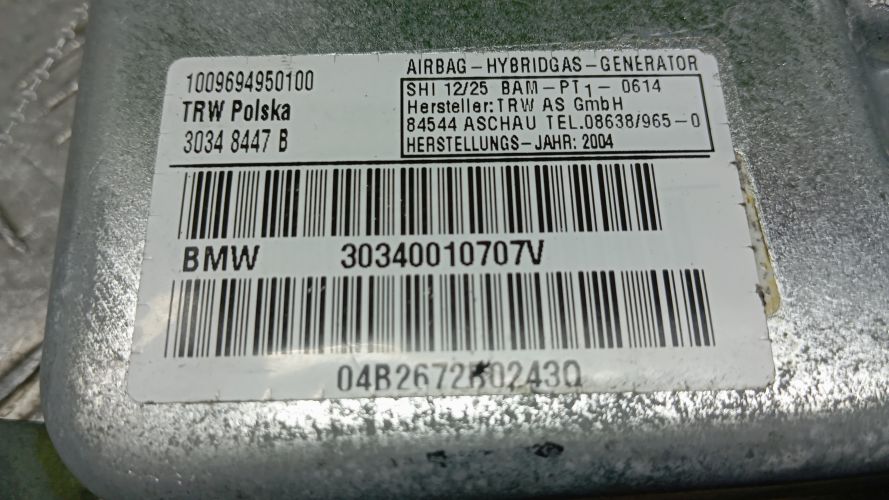 1009694950100
TRW Polska
3034 8447 B
AIRBAG-HYBRIDGAS-GENERATOR
SHI 12/25 BAM-PT1-0614
Hersteller: TRW AS GmbH
84544 ASCHAU TEL.08638/965-0
HERSTELLUNGS-JAHR: 2004
BMW 30340010707V